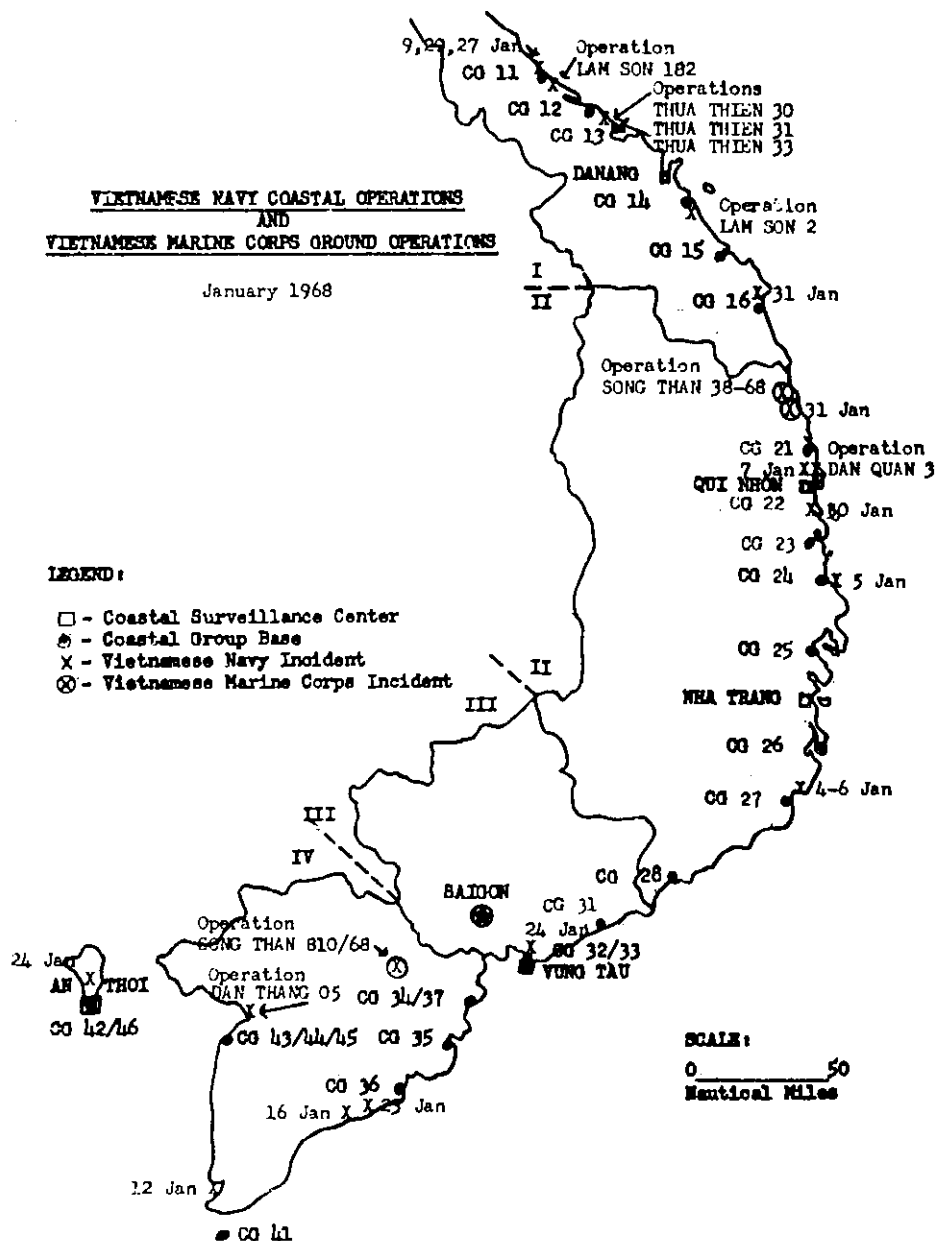 9,29,27 Jan
Operation
LAM SON 182
CG 11
Operations
THUA THIEN 30
THUA THIEN 31
THUA THIEN 33
CG 12
CG 13
DANANG
CG 14
Operation
LAM SON 2
VIETNAMESE NAVY COASTAL OPERATIONS
AND
VIETNAMESE MARINE CORPS GROUND OPERATIONS
January 1968
CG 15
I
II
CG 16
X 31 Jan
Operation
SONG THAN 38-68
31 Jan
CG 21
Operation
7 Jan
DAN QUAN 3
QUI NHON
CG 22
X 30 Jan
CG 23
CG 24
X 5 Jan
LEGEND:
□ - Coastal Surveillance Center
● - Coastal Group Base
X - Vietnamese Navy Incident
⊗ - Vietnamese Marine Corps Incident
CG 25
II
III
NHA TRANG
CG 26
CG 27
X 4-6 Jan
III
IV
CG 28
SAIGON
CG 31
24 Jan
X CG 32/33
VUNG TAU
Operation
SONG THAN 810/68
24 Jan
X
AN THOI
CG 42/46
Operation
DAN THANG 05
X
CG 34/37
CG 43/44/45
CG 35
SCALE:
0 50
Nautical Miles
CG 36
16 Jan X
X 25 Jan
12 Jan X
CG 41